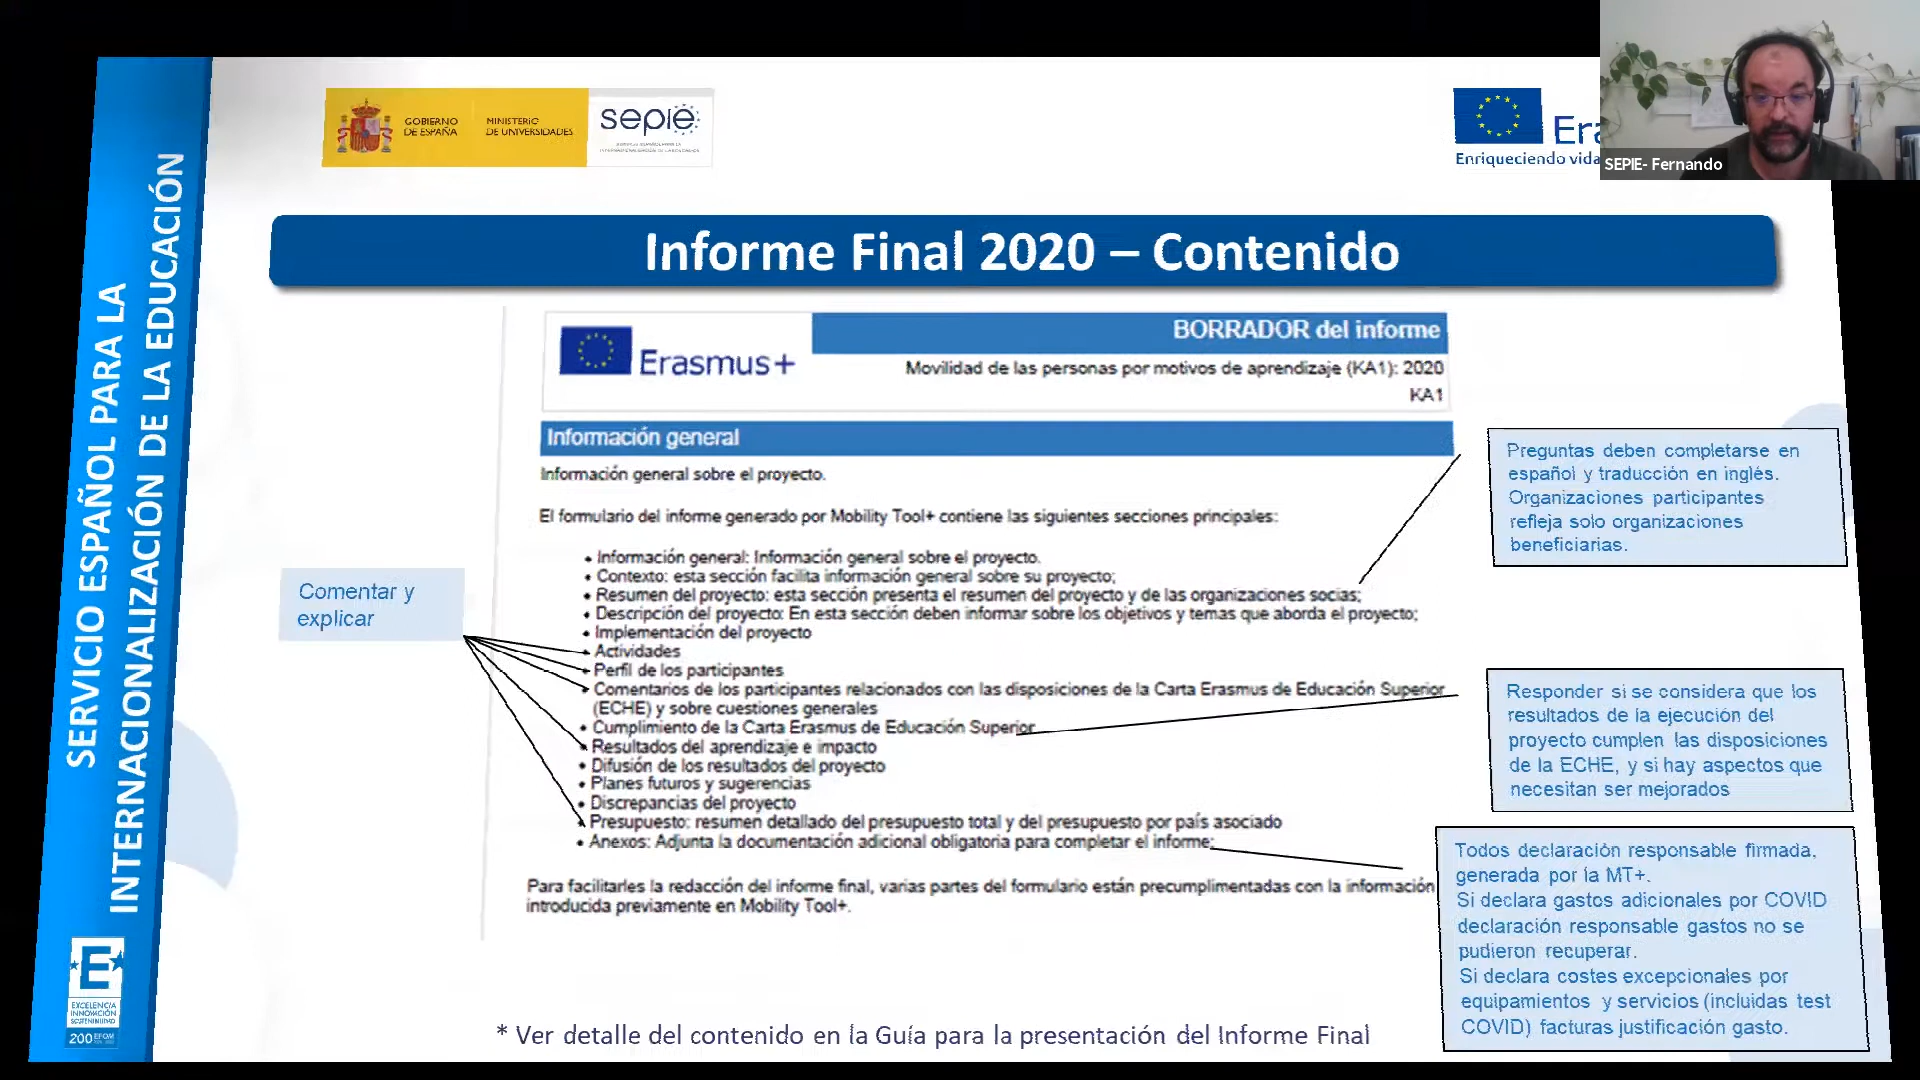 SERVICIO ESPAÑOL PARA LA
INTERNACIONALIZACIÓN DE LA EDUCACIÓN
EXCELENCIA
INNOVACIÓN
200
GOBIERNO
DE ESPAÑA
MINISTERIO
DE UNIVERSIDADES
sepie
Enriqueciendo vida
SEPIE- Fernando
Informe Final 2020 – Contenido
Erasmus+
BORRADOR del informe
Movilidad de las personas por motivos de aprendizaje (KA1): 2020
KA1
Información general
Información general sobre el proyecto.
El formulario del informe generado por Mobility Tool+ contiene las siguientes secciones principales:
• Información general: Información general sobre el proyecto.
• Contexto: esta sección facilita información general sobre su proyecto;
• Resumen del proyecto: esta sección presenta el resumen del proyecto y de las organizaciones socias;
• Descripción del proyecto: En esta sección deben informar sobre los objetivos y temas que aborda el proyecto;
• Implementación del proyecto
• Actividades
• Perfil de los participantes
• Comentarios de los participantes relacionados con las disposiciones de la Carta Erasmus de Educación Superior
(ECHE) y sobre cuestiones generales
• Cumplimiento de la Carta Erasmus de Educación Superior
• Resultados del aprendizaje e impacto
• Difusión de los resultados del proyecto
• Planes futuros y sugerencias
• Discrepancias del proyecto
• Presupuesto: resumen detallado del presupuesto total y del presupuesto por país asociado
• Anexos: Adjunta la documentación adicional obligatoria para completar el informe;
Para facilitarles la redacción del informe final, varias partes del formulario están precumplimentadas con la información
introducida previamente en Mobility Tool+.
Comentar y
explicar
Preguntas deben completarse en
español y traducción en inglés.
Organizaciones participantes
refleja solo organizaciones
beneficiarias.
Responder si se considera que los
resultados de la ejecución del
proyecto cumplen las disposiciones
de la ECHE, y si hay aspectos que
necesitan ser mejorados
Todos declaración responsable firmada,
generada por la MT+.
Si declara gastos adicionales por COVID
declaración responsable gastos no se
pudieron recuperar.
Si declara costes excepcionales por
equipamientos y servicios (incluidas test
COVID) facturas justificación gasto.
* Ver detalle del contenido en la Guía para la presentación del Informe Final